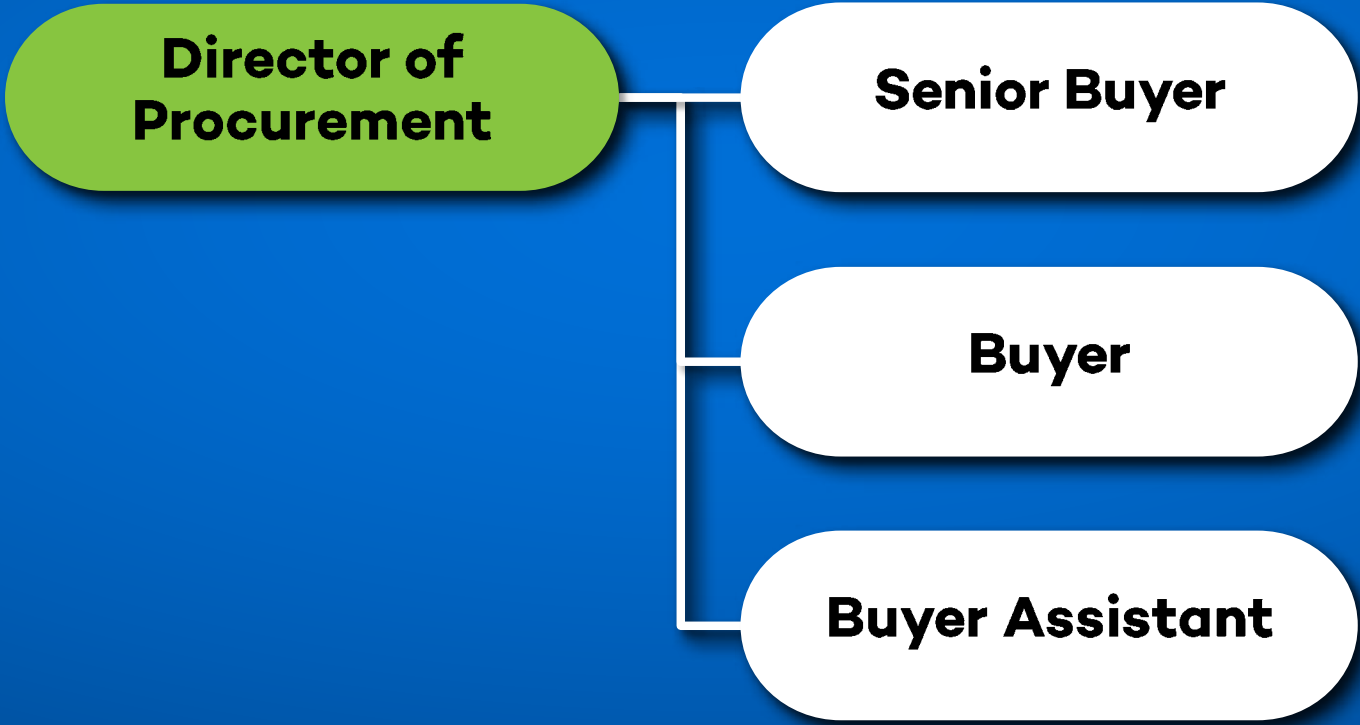 Director of
Procurement
Senior Buyer
Buyer
Buyer Assistant